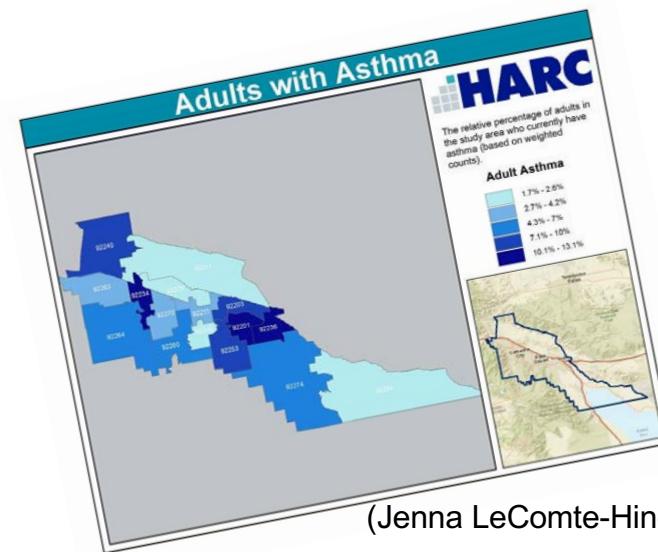 Adults with Asthma
HARC
The relative percentage of adults in
the study area who currently have
asthma (based on weighted
counts).
Adult Asthma
1.7% - 2.6%
2.7% - 4.2%
4.3% - 7%
7.1% - 10%
10.1% - 13.1%
92240
92234
92264
92260
92203
92201
92236
92253
92274
(Jenna LeComte-Hin